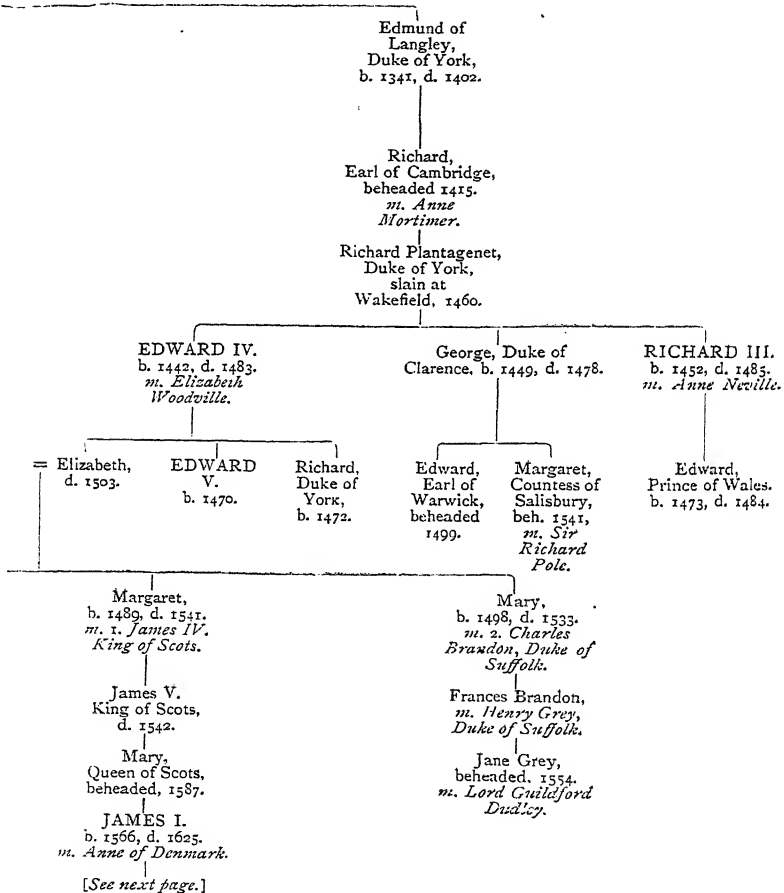 Edmund of
Langley,
Duke of York,
b. 1341, d. 1402.
Richard,
Earl of Cambridge,
beheaded 1415.
m. Anne
Mortimer.
Richard Plantagenet,
Duke of York,
slain at
Wakefield, 1460.
EDWARD IV.
b. 1442, d. 1483.
m. Elizabeth
Woodville.
George, Duke of
Clarence, b. 1449, d. 1478.
RICHARD III.
b. 1452, d. 1485.
m. Anne Neville.
= Elizabeth,
d. 1503.
EDWARD
V.
b. 1470.
Richard,
Duke of
York,
b. 1472.
Edward,
Earl of
Warwick,
beheaded
1499.
Margaret,
Countess of
Salisbury,
beh. 1541,
m. Sir
Richard
Pole.
Edward,
Prince of Wales.
b. 1473, d. 1484.
Margaret,
b. 1489, d. 1541.
m. 1. James IV.
King of Scots.
James V.
King of Scots,
d. 1542.
Mary,
Queen of Scots,
beheaded, 1587.
JAMES I.
b. 1566, d. 1625.
m. Anne of Denmark.
[See next page.]
Mary,
b. 1498, d. 1533.
m. 2. Charles
Brandon, Duke of
Suffolk.
Frances Brandon,
m. Henry Grey,
Duke of Suffolk.
Jane Grey,
beheaded, 1554.
m. Lord Guildford
Dudley.